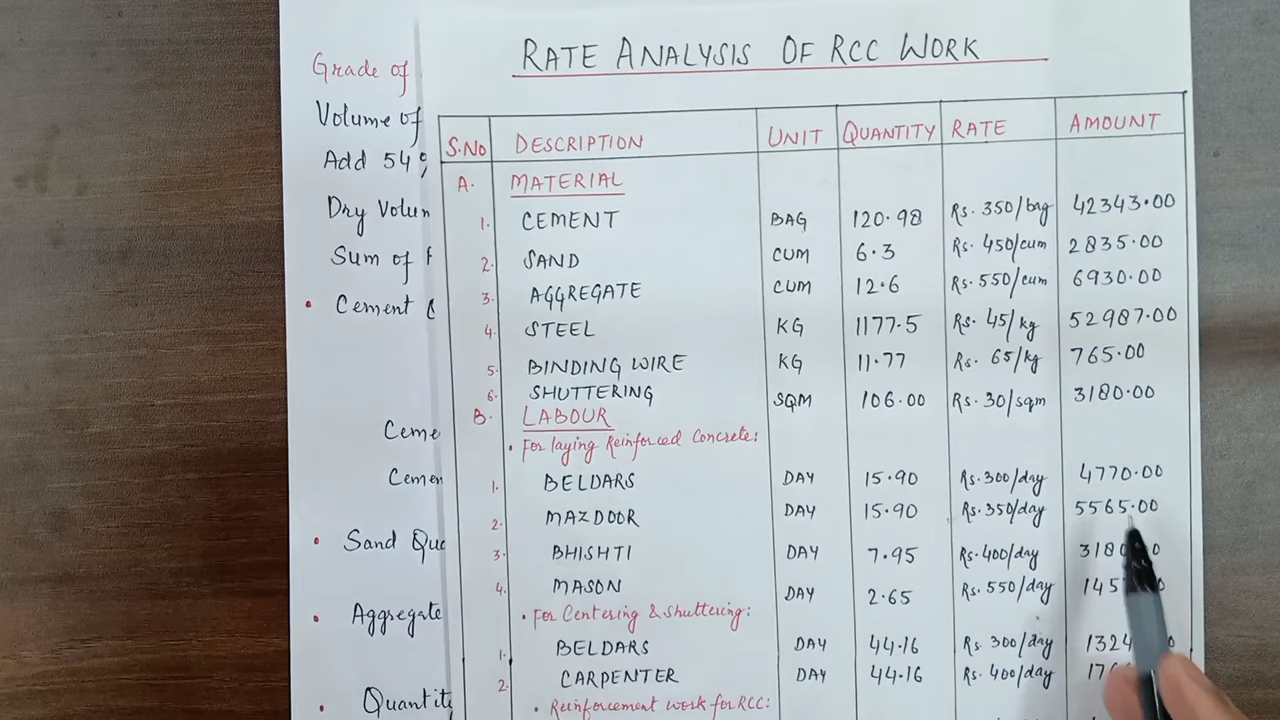 RATE ANALYSIS OF RCC WORK
Grade of
Volume of
Add 54%
Dry Volum
Sum of
Cement
Ceme
Cemen
Sand Qua
Aggregate
Quantity
S.No DESCRIPTION UNIT QUANTITY RATE AMOUNT
A. MATERIAL
1. CEMENT BAG 120.98 Rs. 350/bag 42343.00
2. SAND CUM 6.3 Rs. 450/cum 2835.00
3. AGGREGATE CUM 12.6 Rs. 550/cum 6930.00
4. STEEL KG 1177.5 Rs. 45/kg 52987.00
5. BINDING WIRE KG 11.77 Rs. 65/kg 765.00
6. SHUTTERING SQM 106.00 Rs. 30/sqm 3180.00
B. LABOUR
• For laying Reinforced Concrete:
1. BELDARS DAY 15.90 Rs. 300/day 4770.00
2. MAZDOOR DAY 15.90 Rs. 350/day 5565.00
3. BHISHTI DAY 7.95 Rs. 400/day
4. MASON DAY 2.65 Rs. 550/day
• For Centering & Shuttering:
1. BELDARS DAY 44.16 Rs. 300/day
2. CARPENTER DAY 44.16 Rs. 400/day
• Reinforcement work for RCC: